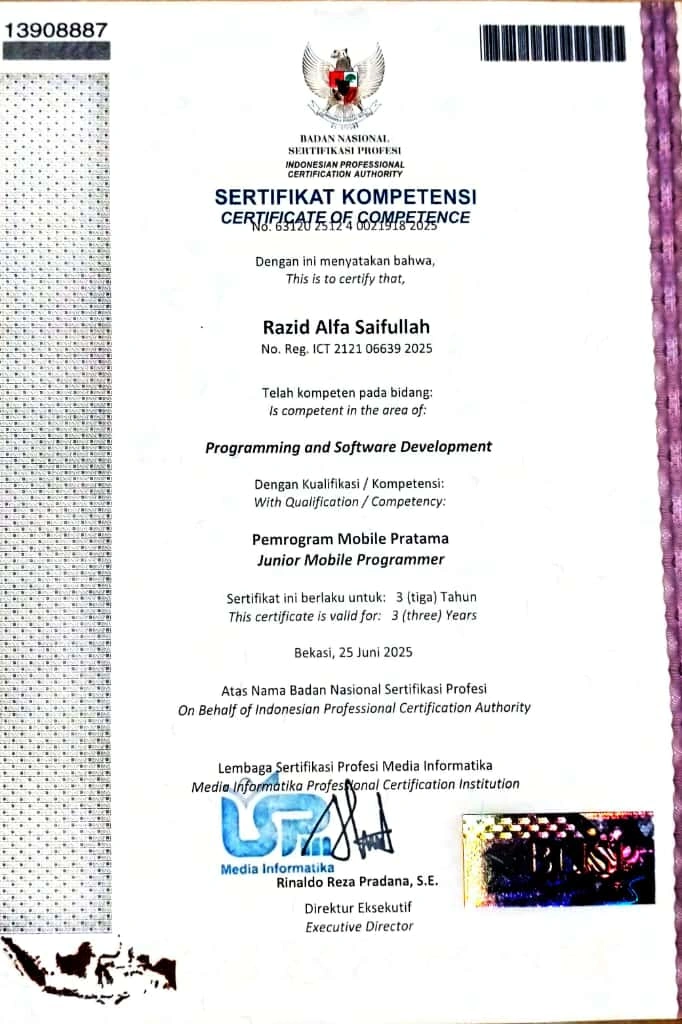 13908887
BADAN NASIONAL
SERTIFIKASI PROFESI
INDONESIAN PROFESSIONAL
CERTIFICATION AUTHORITY
SERTIFIKAT KOMPETENSI
CERTIFICATE OF COMPETENCE
No. 63120 2512 4 0021918 2025
Dengan ini menyatakan bahwa,
This is to certify that,
Razid Alfa Saifullah
No. Reg. ICT 2121 06639 2025
Telah kompeten pada bidang:
Is competent in the area of:
Programming and Software Development
Dengan Kualifikasi / Kompetensi:
With Qualification / Competency:
Pemrogram Mobile Pratama
Junior Mobile Programmer
Sertifikat ini berlaku untuk: 3 (tiga) Tahun
This certificate is valid for: 3 (three) Years
Bekasi, 25 Juni 2025
Atas Nama Badan Nasional Sertifikasi Profesi
On Behalf of Indonesian Professional Certification Authority
Lembaga Sertifikasi Profesi Media Informatika
Media Informatika Professional Certification Institution
Media Informatika
Rinaldo Reza Pradana, S.E.
Direktur Eksekutif
Executive Director